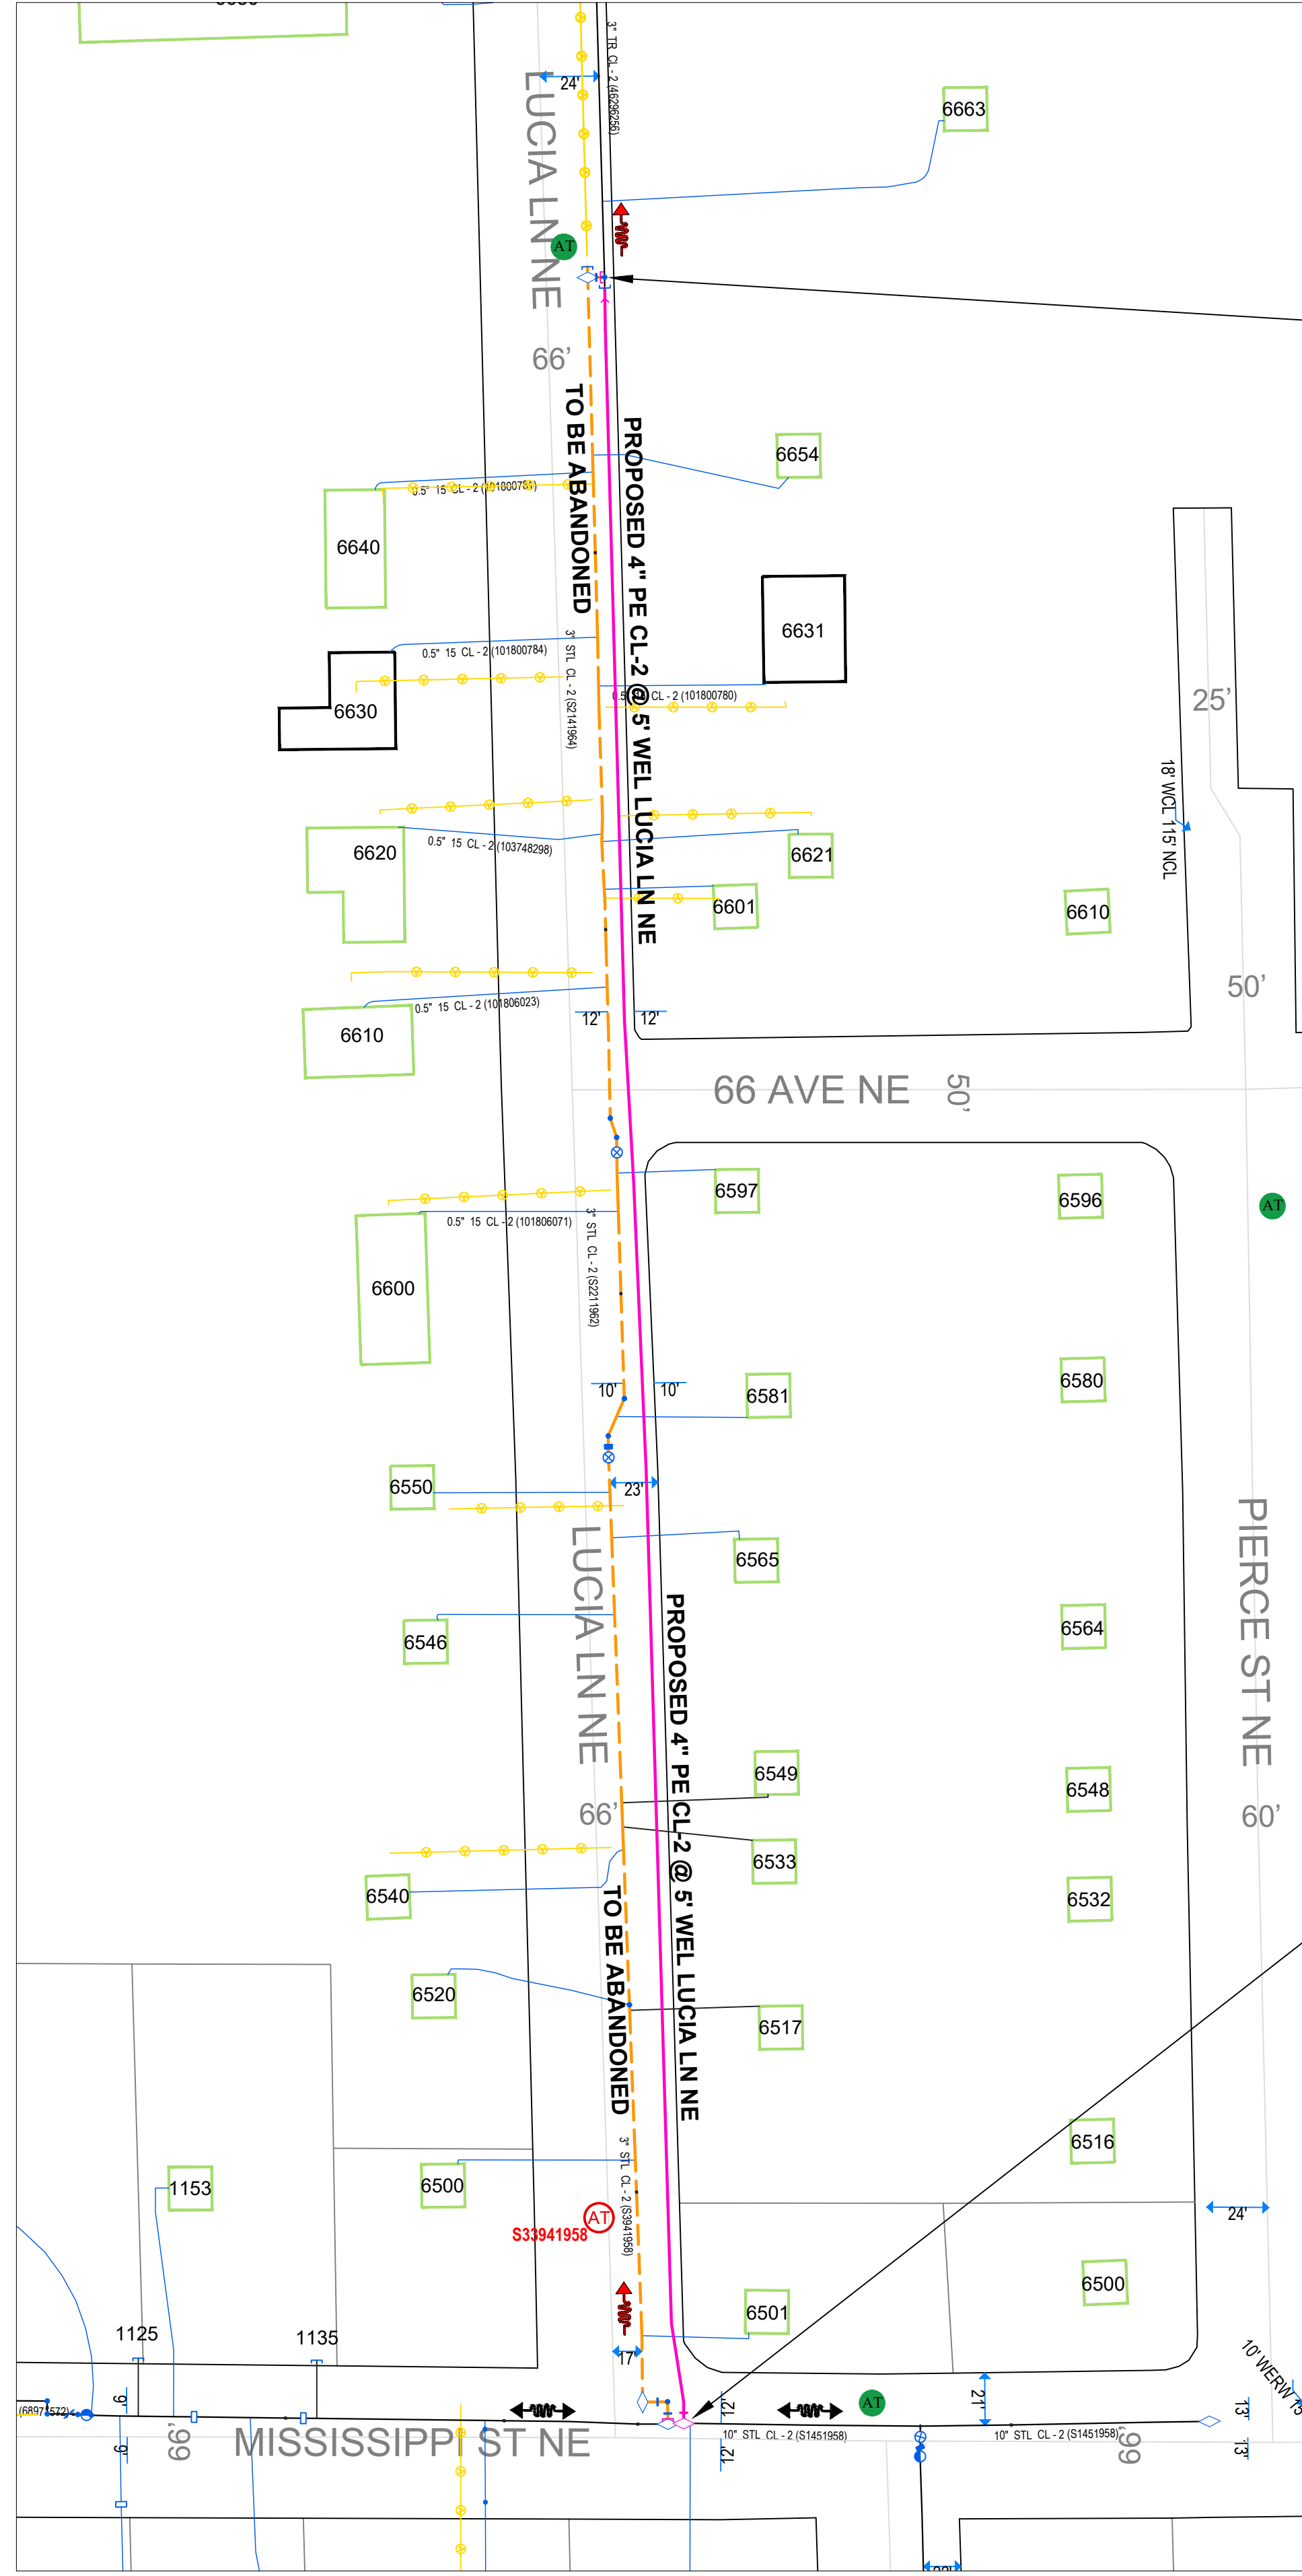 24'
3" TR CL - 2 (46296256)
6663
LUCIA LN NE
AT
66'
TO BE ABANDONED
PROPOSED 4" PE CL-2 @ 5' WEL LUCIA LN NE
6654
0.5" 15 CL - 2
6640
6631
3" STL CL - 2 (S2141964)
0.5" 15 CL - 2 (101800784)
0.5" 15 CL - 2 (101800780)
6630
25'
18' WCL 115' NCL
0.5" 15 CL - 2 (103748298)
6620
6621
6601
6610
50'
0.5" 15 CL - 2 (101806023)
12'
12'
6610
66 AVE NE
50'
6597
6596
AT
0.5" 15 CL - 2 (101806071)
3" STL CL - 2 (S2211962)
6600
10'
10'
6581
6580
6550
23'
LUCIA LN NE
6565
PIERCE ST NE
6546
PROPOSED 4" PE CL-2 @ 5' WEL LUCIA LN NE
6564
6549
6548
66'
60'
6533
6540
TO BE ABANDONED
6532
6520
6517
6516
3" STL CL - 2 (S3941958)
1153
6500
AT
S33941958
24'
6500
6501
1125
1135
17'
10' WERW
21'
9'
9'
AT
12'
12'
13'
13'
66'
MISSISSIPPI ST NE
10" STL CL - 2 (S1451958)
10" STL CL - 2 (S1451958)
66'